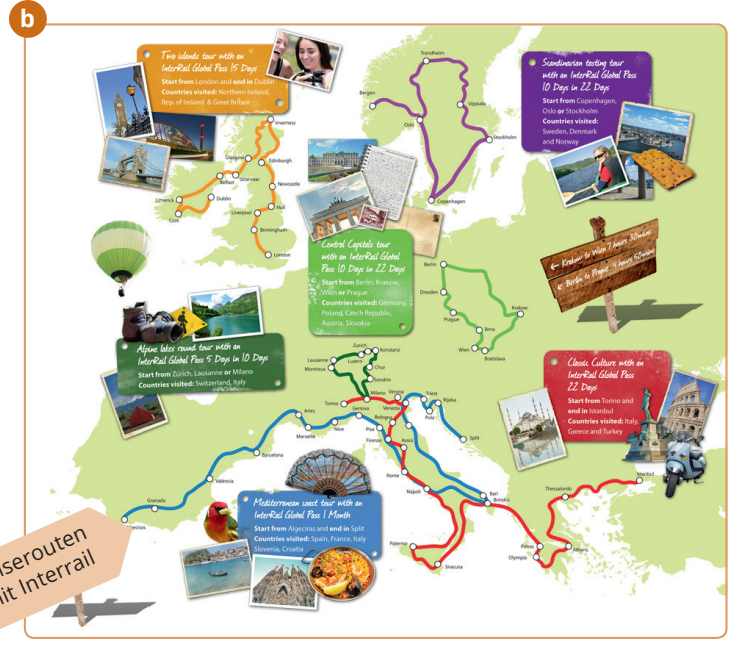 b
Two islands tour with an
InterRail Global Pass 15 Days
Start from London and end in Dublin
Countries visited: Northern Ireland,
Rep. of Ireland & Great Britain
Scandinavian tasting tour
with an InterRail Global Pass
10 Days in 22 Days
Start from Copenhagen,
Oslo or Stockholm
Countries visited:
Sweden, Denmark
and Norway
Trondheim
Bergen
Oslo
Uppsala
Stockholm
Copenhagen
Inverness
Glasgow
Edinburgh
Belfast
Stranraer
Newcastle
Limerick
Dublin
Cork
Liverpool
Hull
Birmingham
London
Central Capitals tour
with an InterRail Global
Pass 10 Days in 22 Days
Start from Berlin, Krakow,
Wien or Prague
Countries visited: Germany,
Poland, Czech Republic,
Austria, Slovakia
Berlin
Dresden
Prague
Krakow
Brno
Wien
Bratislava
← Krakow to Wien 7 hours 30mins
Berlin to Prague 4 hours 50mins
Alpine lakes round tour with an
InterRail Global Pass 5 Days in 10 Days
Start from Zürich, Lausanne or Milano
Countries visited: Switzerland, Italy
Zurich
Konstanz
Lausanne
Luzern
Montreux
Chur
Sondrio
Milano
Classic Culture with an
InterRail Global Pass
22 Days
Start from Torino and
end in Istanbul
Countries visited: Italy,
Greece and Turkey
Torino
Verona
Triest
Rijeka
Genova
Venezia
Bologna
Pula
Arles
Marseille
Nice
Pisa
Firenze
Assisi
Split
Barcelona
Rome
València
Napoli
Bari
Brindisi
Granada
Istanbul
Thessaloniki
Mediterranean coast tour with an
InterRail Global Pass 1 Month
Start from Algeciras and end in Split
Countries visited: Spain, France, Italy
Slovenia, Croatia
Palermo
Siracusa
Patras
Athens
Olympia
serouten
it Interrail